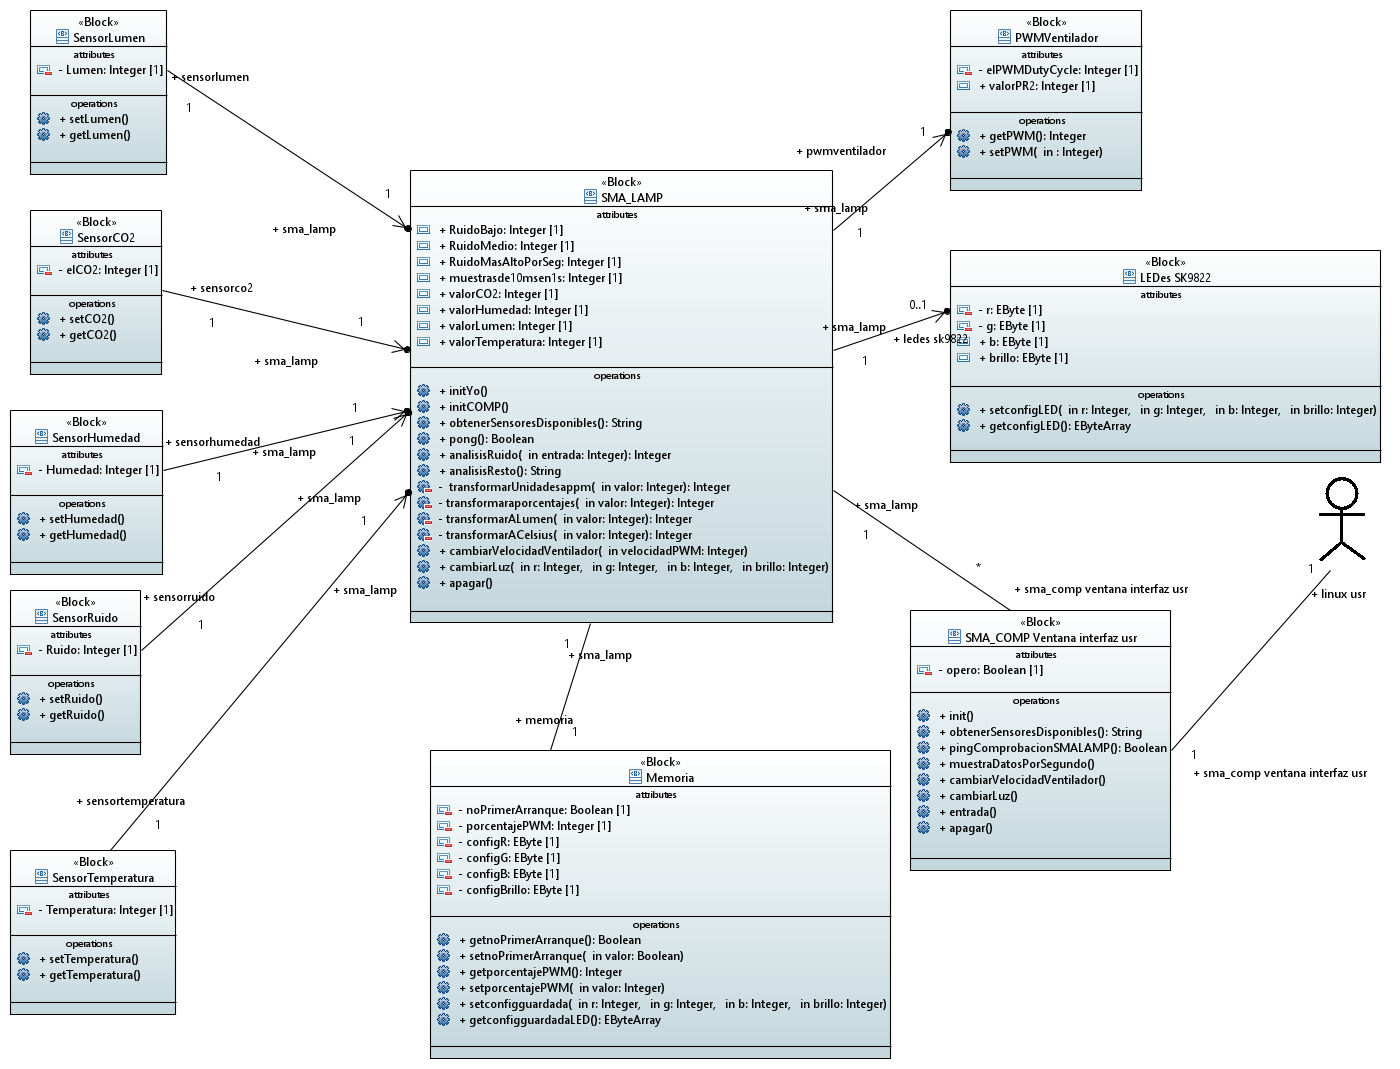 «Block»
SensorLumen
attributes
- Lumen: Integer [1]
operations
+ setLumen()
+ getLumen()
+ sensorlumen
1
1
+ sma_lamp
«Block»
SensorCO2
attributes
- elCO2: Integer [1]
operations
+ setCO2()
+ getCO2()
+ sensorco2
1
1
+ sma_lamp
«Block»
SensorHumedad
attributes
- Humedad: Integer [1]
operations
+ setHumedad()
+ getHumedad()
+ sensorhumedad
1
1
+ sma_lamp
«Block»
SensorRuido
attributes
- Ruido: Integer [1]
operations
+ setRuido()
+ getRuido()
+ sensorruido
1
1
+ sma_lamp
«Block»
SensorTemperatura
attributes
- Temperatura: Integer [1]
operations
+ setTemperatura()
+ getTemperatura()
+ sensortemperatura
1
1
+ sma_lamp
«Block»
SMA_LAMP
attributes
+ RuidoBajo: Integer [1]
+ RuidoMedio: Integer [1]
+ RuidoMasAltoPorSeg: Integer [1]
+ muestrasde10msen1s: Integer [1]
+ valorCO2: Integer [1]
+ valorHumedad: Integer [1]
+ valorLumen: Integer [1]
+ valorTemperatura: Integer [1]
operations
+ initYo()
+ initCOMP()
+ obtenerSensoresDisponibles(): String
+ pong(): Boolean
+ analisisRuido( in entrada: Integer): Integer
+ analisisResto(): String
- transformarUnidadesappm( in valor: Integer): Integer
- transformaraporcentajes( in valor: Integer): Integer
- transformarALumen( in valor: Integer): Integer
- transformarACelsius( in valor: Integer): Integer
+ cambiarVelocidadVentilador( in velocidadPWM: Integer)
+ cambiarLuz( in r: Integer, in g: Integer, in b: Integer, in brillo: Integer)
+ apagar()
1
+ sma_lamp
+ memoria
1
«Block»
Memoria
attributes
- noPrimerArranque: Boolean [1]
- porcentajePWM: Integer [1]
- configR: EByte [1]
- configG: EByte [1]
- configB: EByte [1]
- configBrillo: EByte [1]
operations
+ getnoPrimerArranque(): Boolean
+ setnoPrimerArranque( in valor: Boolean)
+ getporcentajePWM(): Integer
+ setporcentajePWM( in valor: Integer)
+ setconfigguardada( in r: Integer, in g: Integer, in b: Integer, in brillo: Integer)
+ getconfigguardadaLED(): EByteArray
1
+ pwmventilador
+ sma_lamp
1
«Block»
PWMVentilador
attributes
- elPWMDutyCycle: Integer [1]
+ valorPR2: Integer [1]
operations
+ getPWM(): Integer
+ setPWM( in : Integer)
0..1
+ sma_lamp
+ ledes sk9822
1
«Block»
LEDes SK9822
attributes
- r: EByte [1]
- g: EByte [1]
+ b: EByte [1]
+ brillo: EByte [1]
operations
+ setconfigLED( in r: Integer, in g: Integer, in b: Integer, in brillo: Integer)
+ getconfigLED(): EByteArray
+ sma_lamp
1
*
+ sma_comp ventana interfaz usr
«Block»
SMA_COMP Ventana interfaz usr
attributes
- opero: Boolean [1]
operations
+ init()
+ obtenerSensoresDisponibles(): String
+ pingComprobacionSMALAMP(): Boolean
+ muestraDatosPorSegundo()
+ cambiarVelocidadVentilador()
+ cambiarLuz()
+ entrada()
+ apagar()
1
+ linux usr
1
+ sma_comp ventana interfaz usr